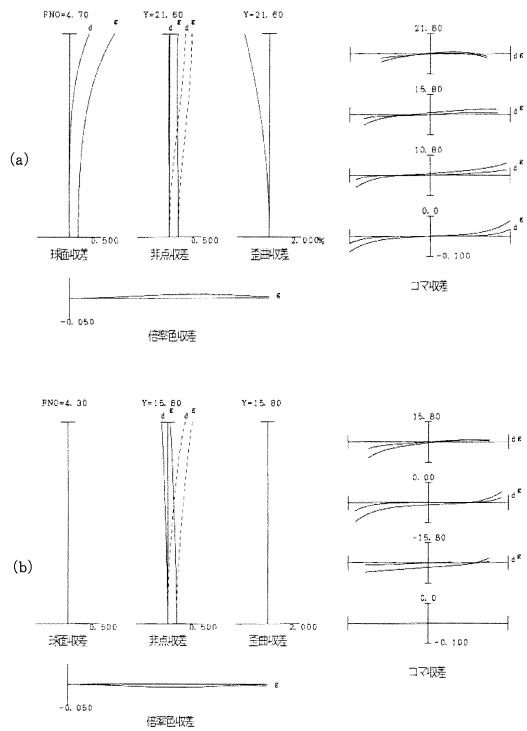 (a)
FNO=4.70
d
g
0.500
球面収差
Y=21.60
d
g
d
g
0.500
非点収差
Y=21.60
2.000%
歪曲収差
-0.050
g
倍率色収差
21.60
d g
15.80
d g
10.80
d g
0.0
d g
-0.100
コマ収差
(b)
FNO=4.30
0.500
球面収差
Y=15.80
d
g
d
g
0.500
非点収差
Y=15.80
2.000
歪曲収差
-0.050
g
倍率色収差
15.80
d g
0.00
d g
-15.80
d g
0.0
-0.100
コマ収差